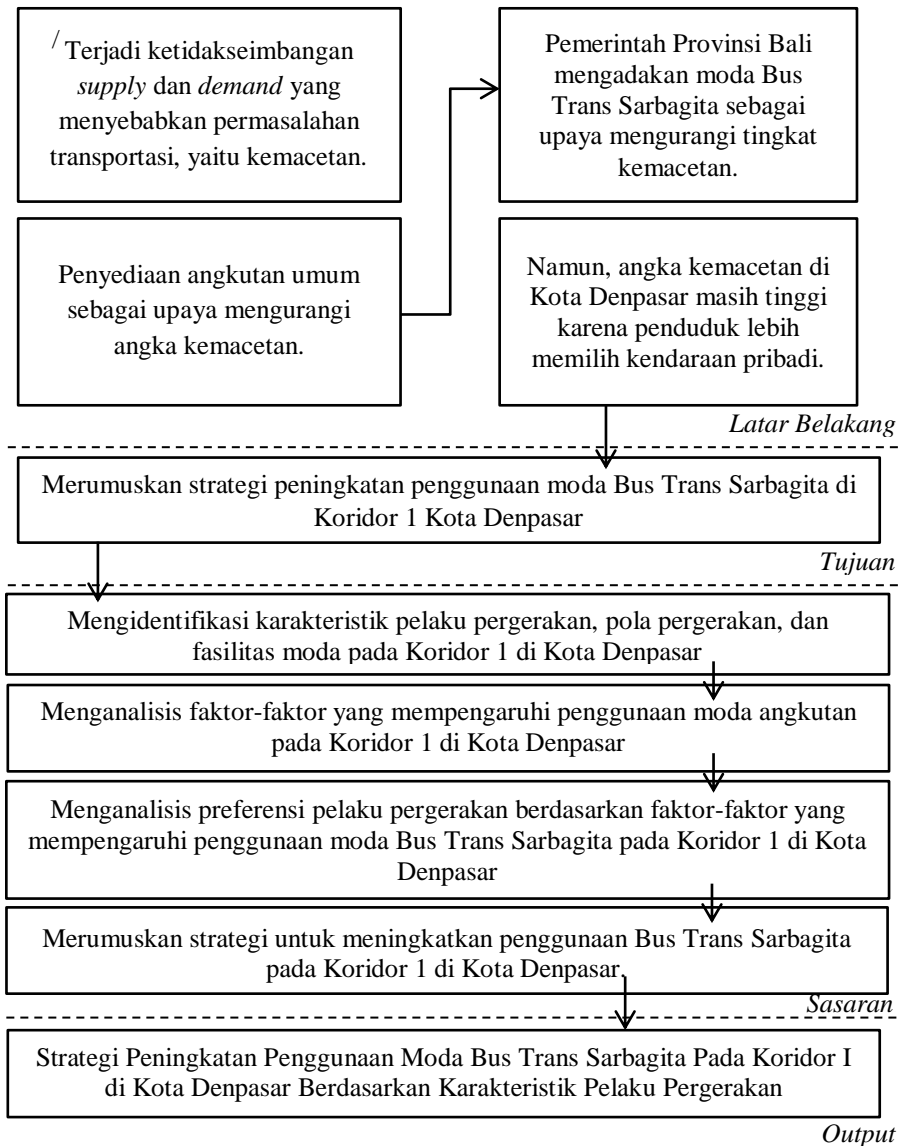 / Terjadi ketidakseimbangan
supply dan demand yang
menyebabkan permasalahan
transportasi, yaitu kemacetan.
Pemerintah Provinsi Bali
mengadakan moda Bus
Trans Sarbagita sebagai
upaya mengurangi tingkat
kemacetan.
Penyediaan angkutan umum
sebagai upaya mengurangi
angka kemacetan.
Namun, angka kemacetan di
Kota Denpasar masih tinggi
karena penduduk lebih
memilih kendaraan pribadi.
Latar Belakang
Merumuskan strategi peningkatan penggunaan moda Bus Trans Sarbagita di
Koridor 1 Kota Denpasar
Tujuan
Mengidentifikasi karakteristik pelaku pergerakan, pola pergerakan, dan
fasilitas moda pada Koridor 1 di Kota Denpasar
Menganalisis faktor-faktor yang mempengaruhi penggunaan moda angkutan
pada Koridor 1 di Kota Denpasar
Menganalisis preferensi pelaku pergerakan berdasarkan faktor-faktor yang
mempengaruhi penggunaan moda Bus Trans Sarbagita pada Koridor 1 di Kota
Denpasar
Merumuskan strategi untuk meningkatkan penggunaan Bus Trans Sarbagita
pada Koridor 1 di Kota Denpasar.
Sasaran
Strategi Peningkatan Penggunaan Moda Bus Trans Sarbagita Pada Koridor I
di Kota Denpasar Berdasarkan Karakteristik Pelaku Pergerakan
Output